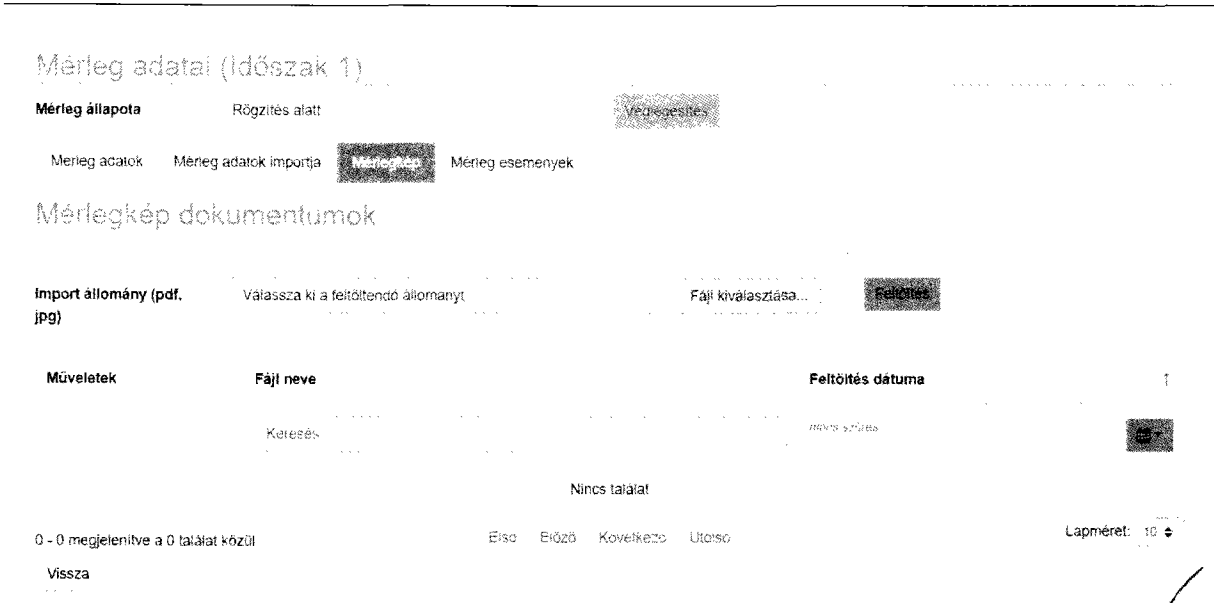 Mérleg adatai (időszak 1)
Mérleg állapota Rögzítés alatt Véglegesítés
Mérleg adatok Mérleg adatok importja Mérlegkép Mérleg események
Mérlegkép dokumentumok
Import állomány (pdf, Válassza ki a feltöltendő állományt Fájl kiválasztása... Feltöltés
jpg)
Műveletek Fájl neve Feltöltés dátuma ↑
Keresés nincs szűrés
Nincs találat
0 - 0 megjelenítve a 0 találat közül Első Előző Következő Utolsó Lapméret: 10
Vissza